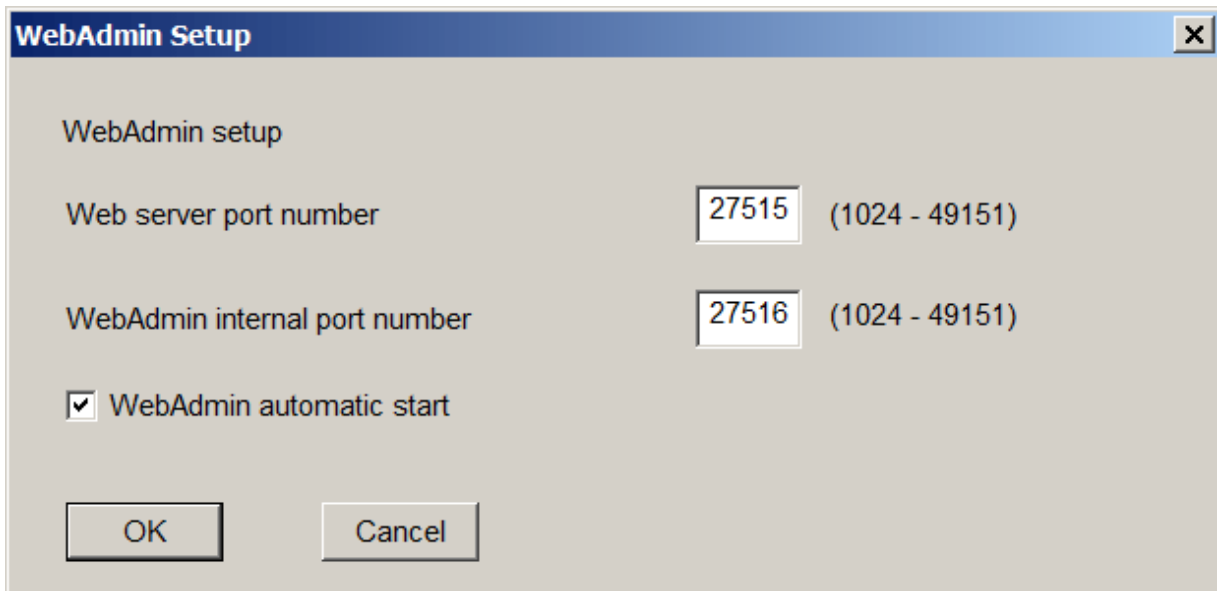 WebAdmin Setup
WebAdmin setup
Web server port number 27515 (1024 - 49151)
WebAdmin internal port number 27516 (1024 - 49151)
WebAdmin automatic start
OK Cancel